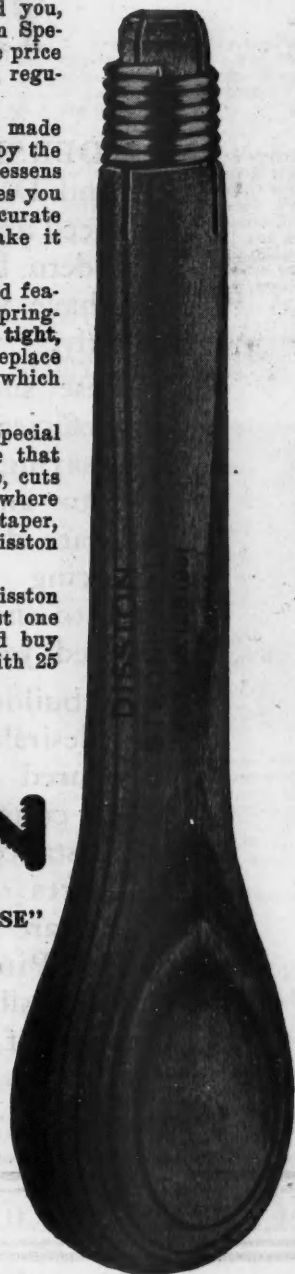 d you,
n Spe-
e price
regu-
made
by the
essens
es you
curate
ake it
d fea-
pring-
tight,
eplace
which
pecial
e that
, cuts
where
taper,
isston
isston
st one
d buy
ith 25
N
SE"
DISSTON